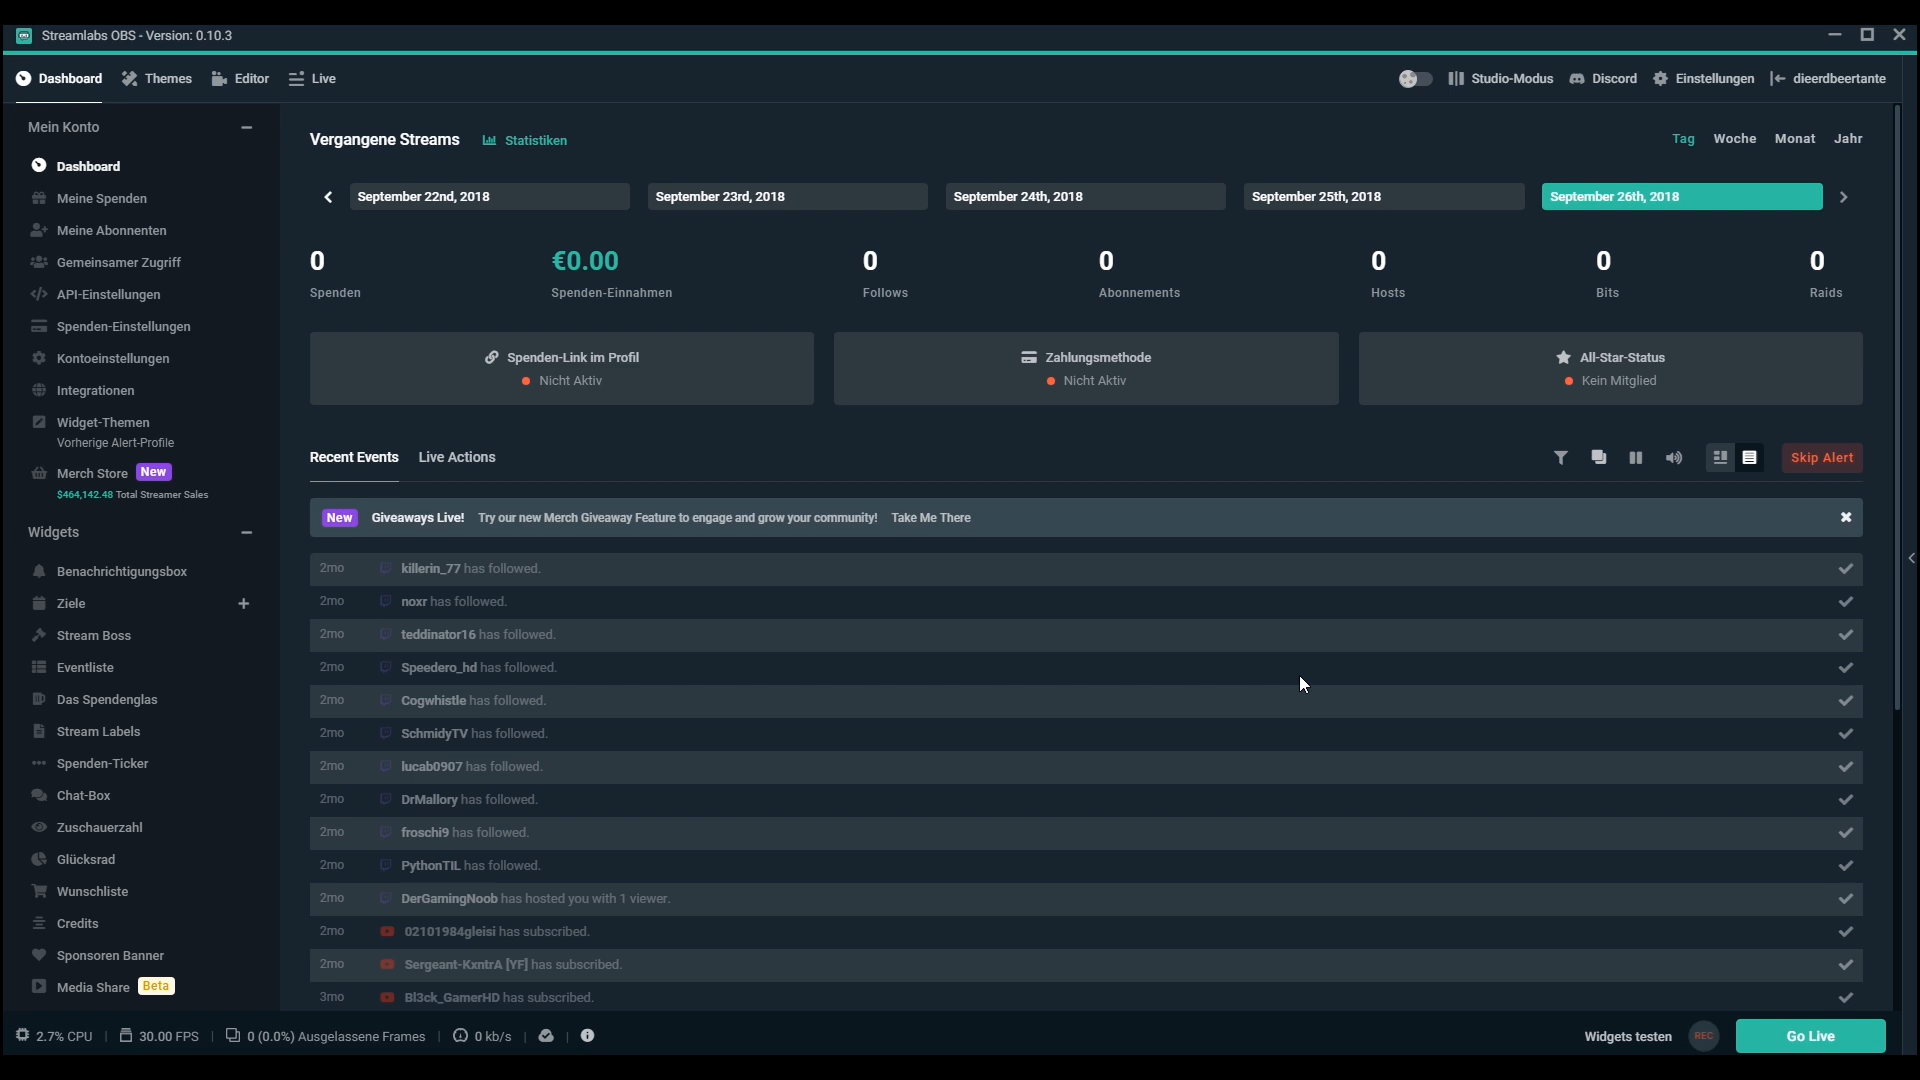 Streamlabs OBS - Version: 0.10.3
Dashboard Themes Editor Live Studio-Modus Discord Einstellungen dieerdbeertante
Mein Konto
Dashboard
Meine Spenden
Meine Abonnenten
Gemeinsamer Zugriff
API-Einstellungen
Spenden-Einstellungen
Kontoeinstellungen
Integrationen
Widget-Themen
Vorherige Alert-Profile
Merch Store New
$464,142.48 Total Streamer Sales
Widgets
Benachrichtigungsbox
Ziele
Stream Boss
Eventliste
Das Spendenglas
Stream Labels
Spenden-Ticker
Chat-Box
Zuschauerzahl
Glücksrad
Wunschliste
Credits
Sponsoren Banner
Media Share Beta
Vergangene Streams Statistiken Tag Woche Monat Jahr
September 22nd, 2018 September 23rd, 2018 September 24th, 2018 September 25th, 2018 September 26th, 2018
0 €0.00 0 0 0 0 0
Spenden Spenden-Einnahmen Follows Abonnements Hosts Bits Raids
Spenden-Link im Profil Zahlungsmethode All-Star-Status
Nicht Aktiv Nicht Aktiv Kein Mitglied
Recent Events Live Actions Skip Alert
New Giveaways Live! Try our new Merch Giveaway Feature to engage and grow your community! Take Me There
2mo killerin_77 has followed.
2mo noxr has followed.
2mo teddinator16 has followed.
2mo Speedero_hd has followed.
2mo Cogwhistle has followed.
2mo SchmidyTV has followed.
2mo lucab0907 has followed.
2mo DrMallory has followed.
2mo froschi9 has followed.
2mo PythonTIL has followed.
2mo DerGamingNoob has hosted you with 1 viewer.
2mo 02101984gleisi has subscribed.
2mo Sergeant-KxntrA [YF] has subscribed.
3mo Bl3ck_GamerHD has subscribed.
2.7% CPU 30.00 FPS 0 (0.0%) Ausgelassene Frames 0 kb/s Widgets testen REC Go Live